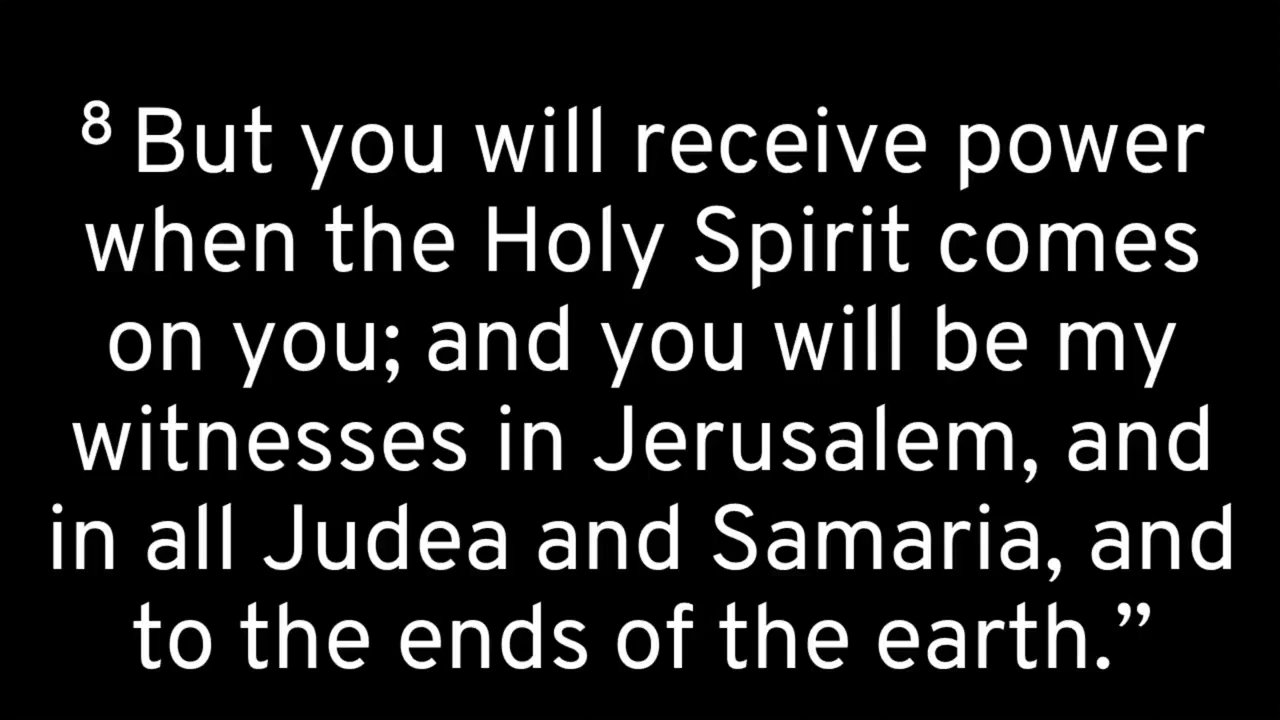 ⁸ But you will receive power
when the Holy Spirit comes
on you; and you will be my
witnesses in Jerusalem, and
in all Judea and Samaria, and
to the ends of the earth.”